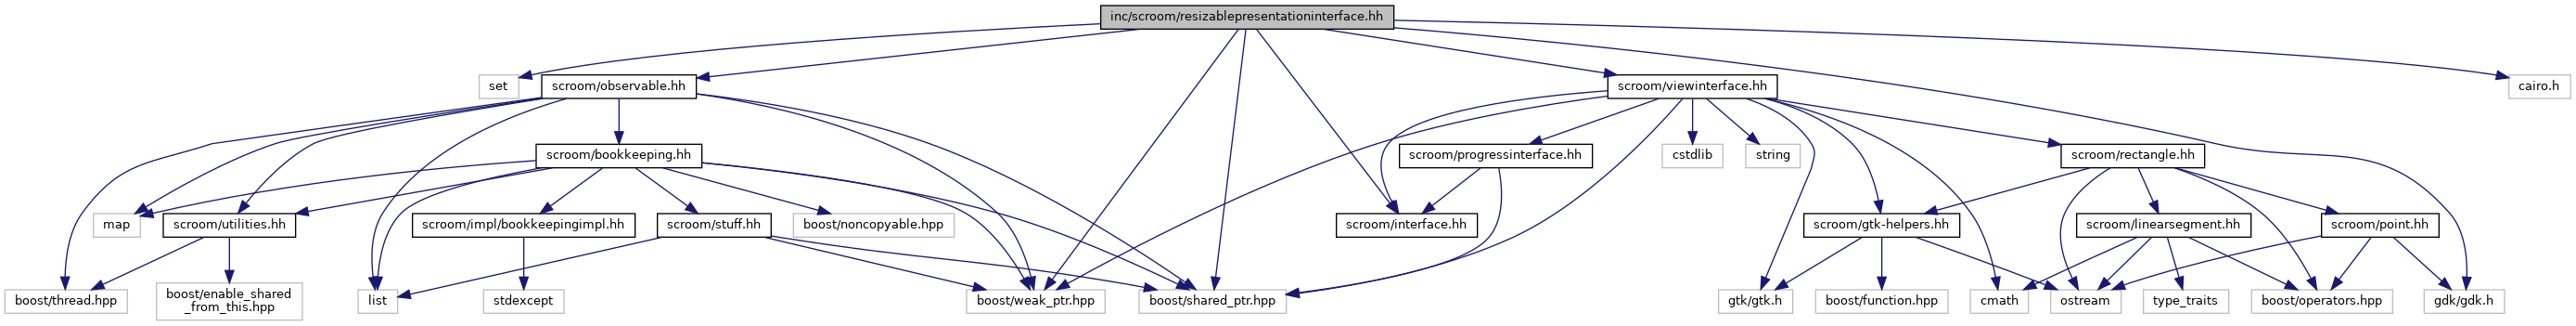 inc/scroom/resizablepresentationinterface.hh
set
scroom/observable.hh
scroom/viewinterface.hh
cairo.h
scroom/bookkeeping.hh
scroom/progressinterface.hh
cstdlib
string
scroom/rectangle.hh
map
scroom/utilities.hh
scroom/impl/bookkeepingimpl.hh
scroom/stuff.hh
boost/noncopyable.hpp
scroom/interface.hh
scroom/gtk-helpers.hh
scroom/linearsegment.hh
scroom/point.hh
boost/thread.hpp
boost/enable_shared
_from_this.hpp
list
stdexcept
boost/weak_ptr.hpp
boost/shared_ptr.hpp
gtk/gtk.h
boost/function.hpp
cmath
ostream
type_traits
boost/operators.hpp
gdk/gdk.h